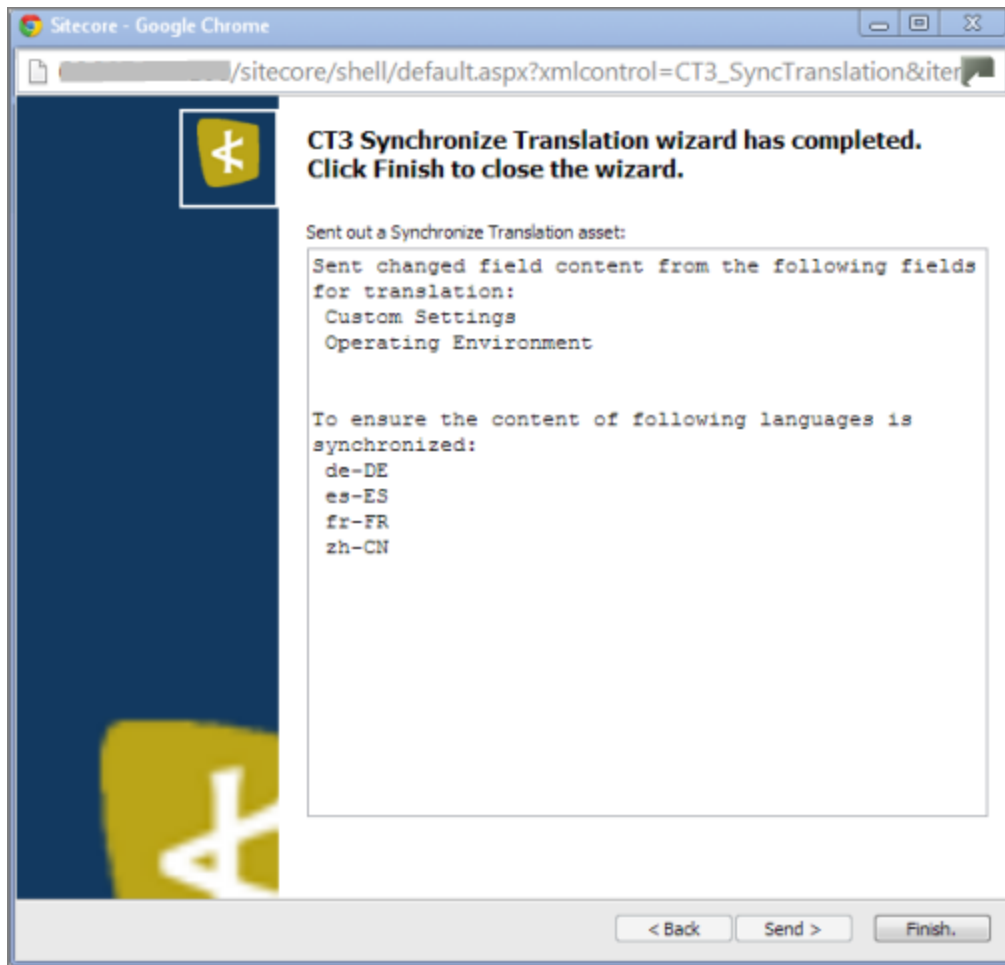 Sitecore - Google Chrome
/sitecore/shell/default.aspx?xmlcontrol=CT3_SyncTranslation&iter
CT3 Synchronize Translation wizard has completed.
Click Finish to close the wizard.
Sent out a Synchronize Translation asset:
Sent changed field content from the following fields
for translation:
Custom Settings
Operating Environment
To ensure the content of following languages is
synchronized:
de-DE
es-ES
fr-FR
zh-CN
< Back
Send >
Finish.